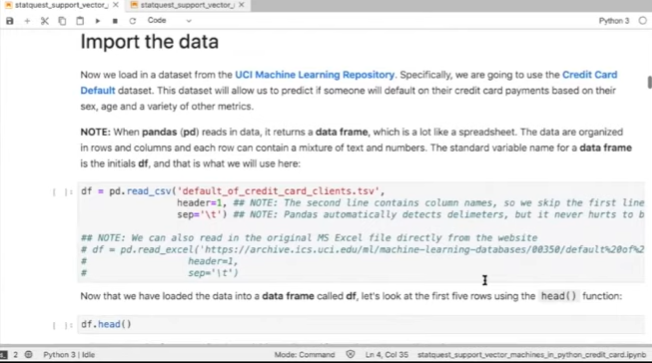 statquest_support_vector_
statquest_support_vector_
Code
Python 3
Import the data
Now we load in a dataset from the UCI Machine Learning Repository. Specifically, we are going to use the Credit Card
Default dataset. This dataset will allow us to predict if someone will default on their credit card payments based on their
sex, age and a variety of other metrics.
NOTE: When pandas (pd) reads in data, it returns a data frame, which is a lot like a spreadsheet. The data are organized
in rows and columns and each row can contain a mixture of text and numbers. The standard variable name for a data frame
is the initials df, and that is what we will use here:
[ ]: df = pd.read_csv('default_of_credit_card_clients.tsv',
header=1, ## NOTE: The second line contains column names, so we skip the first line
sep='\t') ## NOTE: Pandas automatically detects delimeters, but it never hurts to b
## NOTE: We can also read in the original MS Excel file directly from the website
# df = pd.read_excel('https://archive.ics.uci.edu/ml/machine-learning-databases/00350/default%20of%2
# header=1,
# sep='\t')
Now that we have loaded the data into a data frame called df, let's look at the first five rows using the head() function:
[ ]: df.head()
2 Python 3 | Idle Mode: Command Ln 4, Col 35 statquest_support_vector_machines_in_python_credit_card.ipynb